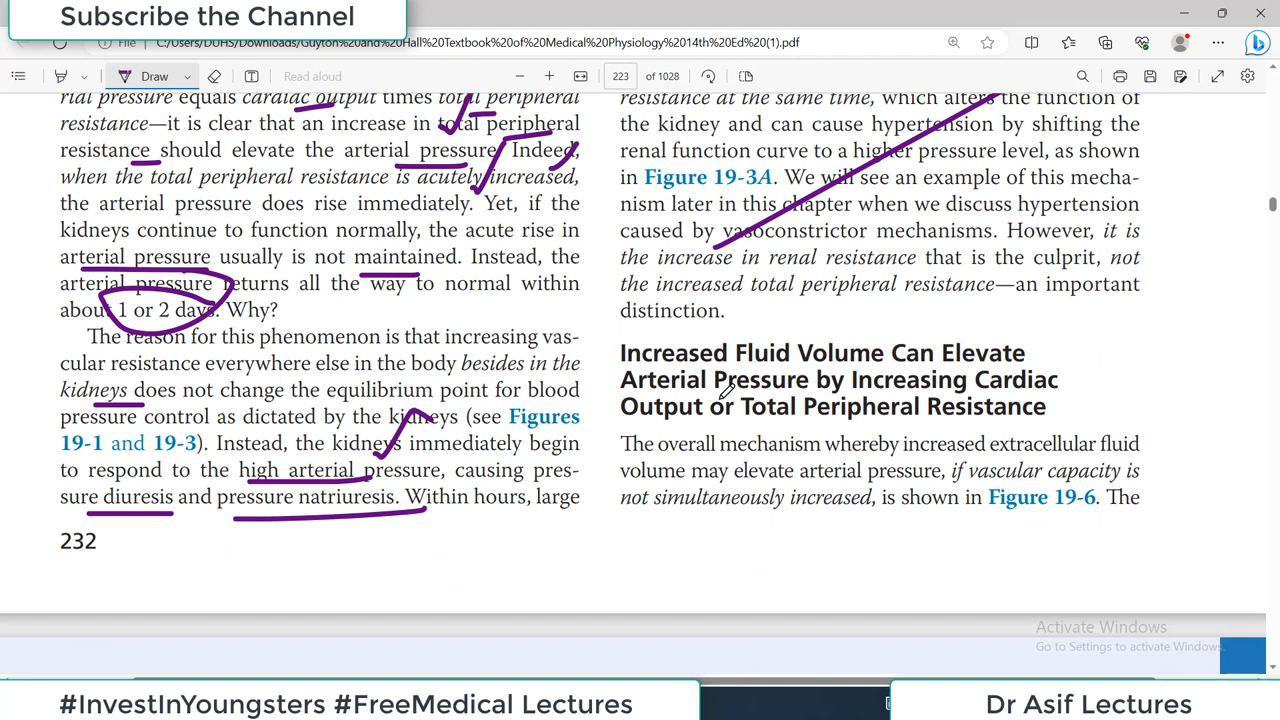 Subscribe the Channel
File
C:/Users/DUHS/Downloads/Guyton%20and%20Hall%20Textbook%20of%20Medical%20Physiology%2014th%20Ed%20(1).pdf
Draw
Read aloud
223 of 1028
rial pressure equals cardiac output times total peripheral
resistance—it is clear that an increase in total peripheral
resistance should elevate the arterial pressure. Indeed,
when the total peripheral resistance is acutely increased,
the arterial pressure does rise immediately. Yet, if the
kidneys continue to function normally, the acute rise in
arterial pressure usually is not maintained. Instead, the
arterial pressure returns all the way to normal within
about 1 or 2 days. Why?
The reason for this phenomenon is that increasing vas-
cular resistance everywhere else in the body besides in the
kidneys does not change the equilibrium point for blood
pressure control as dictated by the kidneys (see Figures
19-1 and 19-3). Instead, the kidneys immediately begin
to respond to the high arterial pressure, causing pres-
sure diuresis and pressure natriuresis. Within hours, large
232
resistance at the same time, which alters the function of
the kidney and can cause hypertension by shifting the
renal function curve to a higher pressure level, as shown
in Figure 19-3A. We will see an example of this mecha-
nism later in this chapter when we discuss hypertension
caused by vasoconstrictor mechanisms. However, it is
the increase in renal resistance that is the culprit, not
the increased total peripheral resistance—an important
distinction.
Increased Fluid Volume Can Elevate
Arterial Pressure by Increasing Cardiac
Output or Total Peripheral Resistance
The overall mechanism whereby increased extracellular fluid
volume may elevate arterial pressure, if vascular capacity is
not simultaneously increased, is shown in Figure 19-6. The
Activate Windows
Go to Settings to activate Windows.
#InvestInYoungsters #FreeMedical Lectures
Dr Asif Lectures